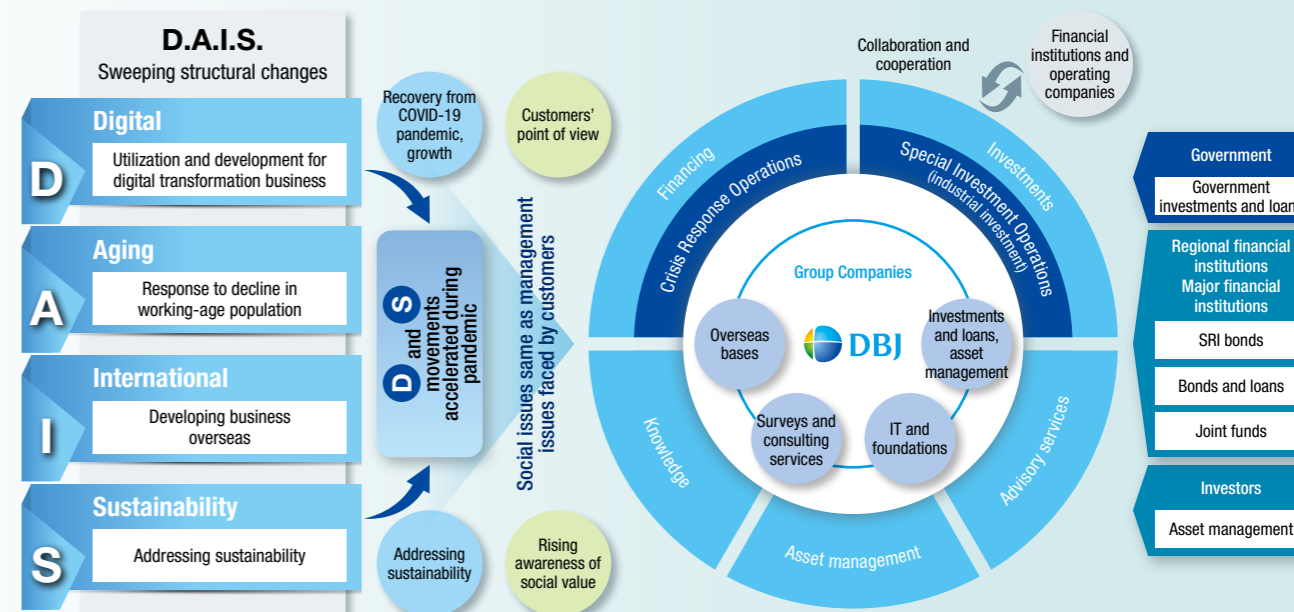 D.A.I.S.
Sweeping structural changes
D
Digital
Utilization and development for
digital transformation business
A
Aging
Response to decline in
working-age population
I
International
Developing business
overseas
S
Sustainability
Addressing sustainability
Recovery from
COVID-19
pandemic,
growth
Customers'
point of view
D and S
movements
accelerated during
pandemic
Social issues same as management
issues faced by customers
Addressing
sustainability
Rising
awareness of
social value
Collaboration and
cooperation
Financial
institutions and
operating
companies
Financing
Crisis Response Operations
Investments
Special Investment Operations
(industrial investment)
Group Companies
DBJ
Overseas
bases
Investments
and loans,
asset
management
Surveys and
consulting
services
IT and
foundations
Knowledge
Asset management
Advisory services
Government
Government
investments and loan
Regional financial
institutions
Major financial
institutions
SRI bonds
Bonds and loans
Joint funds
Investors
Asset management